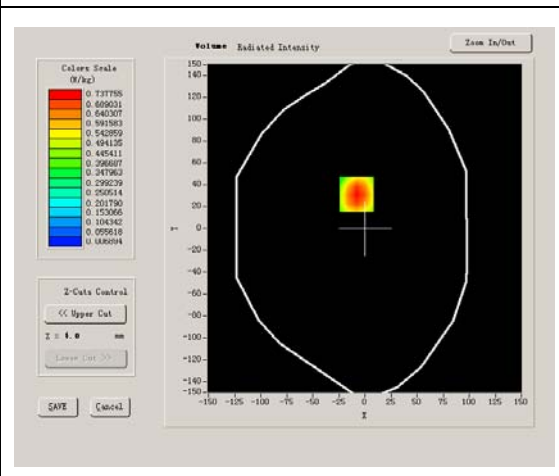 Volume Radiated Intensity
Zoom In/Out
Colors Scale
(W/kg)
0.737755
0.689031
0.640307
0.591583
0.542859
0.494135
0.445411
0.396687
0.347963
0.299239
0.250514
0.201790
0.153066
0.104342
0.055618
0.006894
150
140
120
100
80
60
40
20
0
-20
-40
-60
-80
-100
-120
-140
-150
Y
-150 -125 -100 -75 -50 -25 0 25 50 75 100 125 150
X
Z-Cuts Control
<< Upper Cut
Z = 4.0 mm
Lower Cut >>
SAVE Cancel